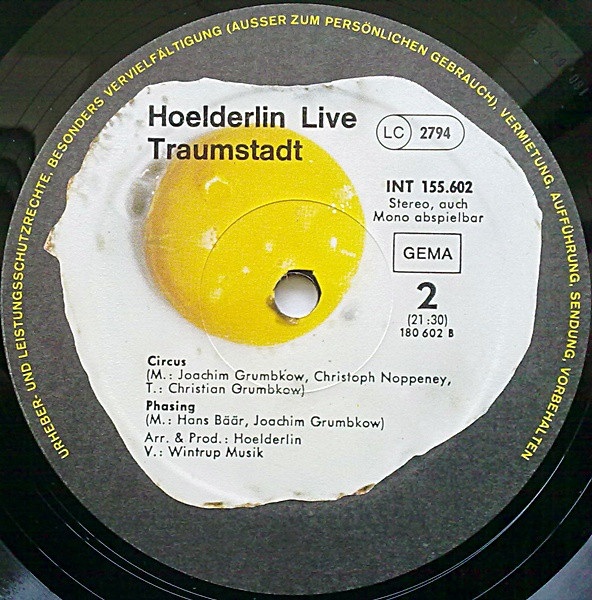 URHEBER- UND LEISTUNGSSCHUTZRECHTE, BESONDERS VERVIELFÄLTIGUNG (AUSSER ZUM PERSÖNLICHEN GEBRAUCH), VERMIETUNG, AUFFÜHRUNG, SENDUNG, VORBEHALTEN
Hoelderlin Live
Traumstadt
LC 2794
INT 155.602
Stereo, auch
Mono abspielbar
GEMA
2
(21:30)
180 602 B
Circus
(M.: Joachim Grumbkow, Christoph Noppeney,
T.: Christian Grumbkow)
Phasing
(M.: Hans Bäär, Joachim Grumbkow)
Arr. & Prod.: Hoelderlin
V.: Wintrup Musik